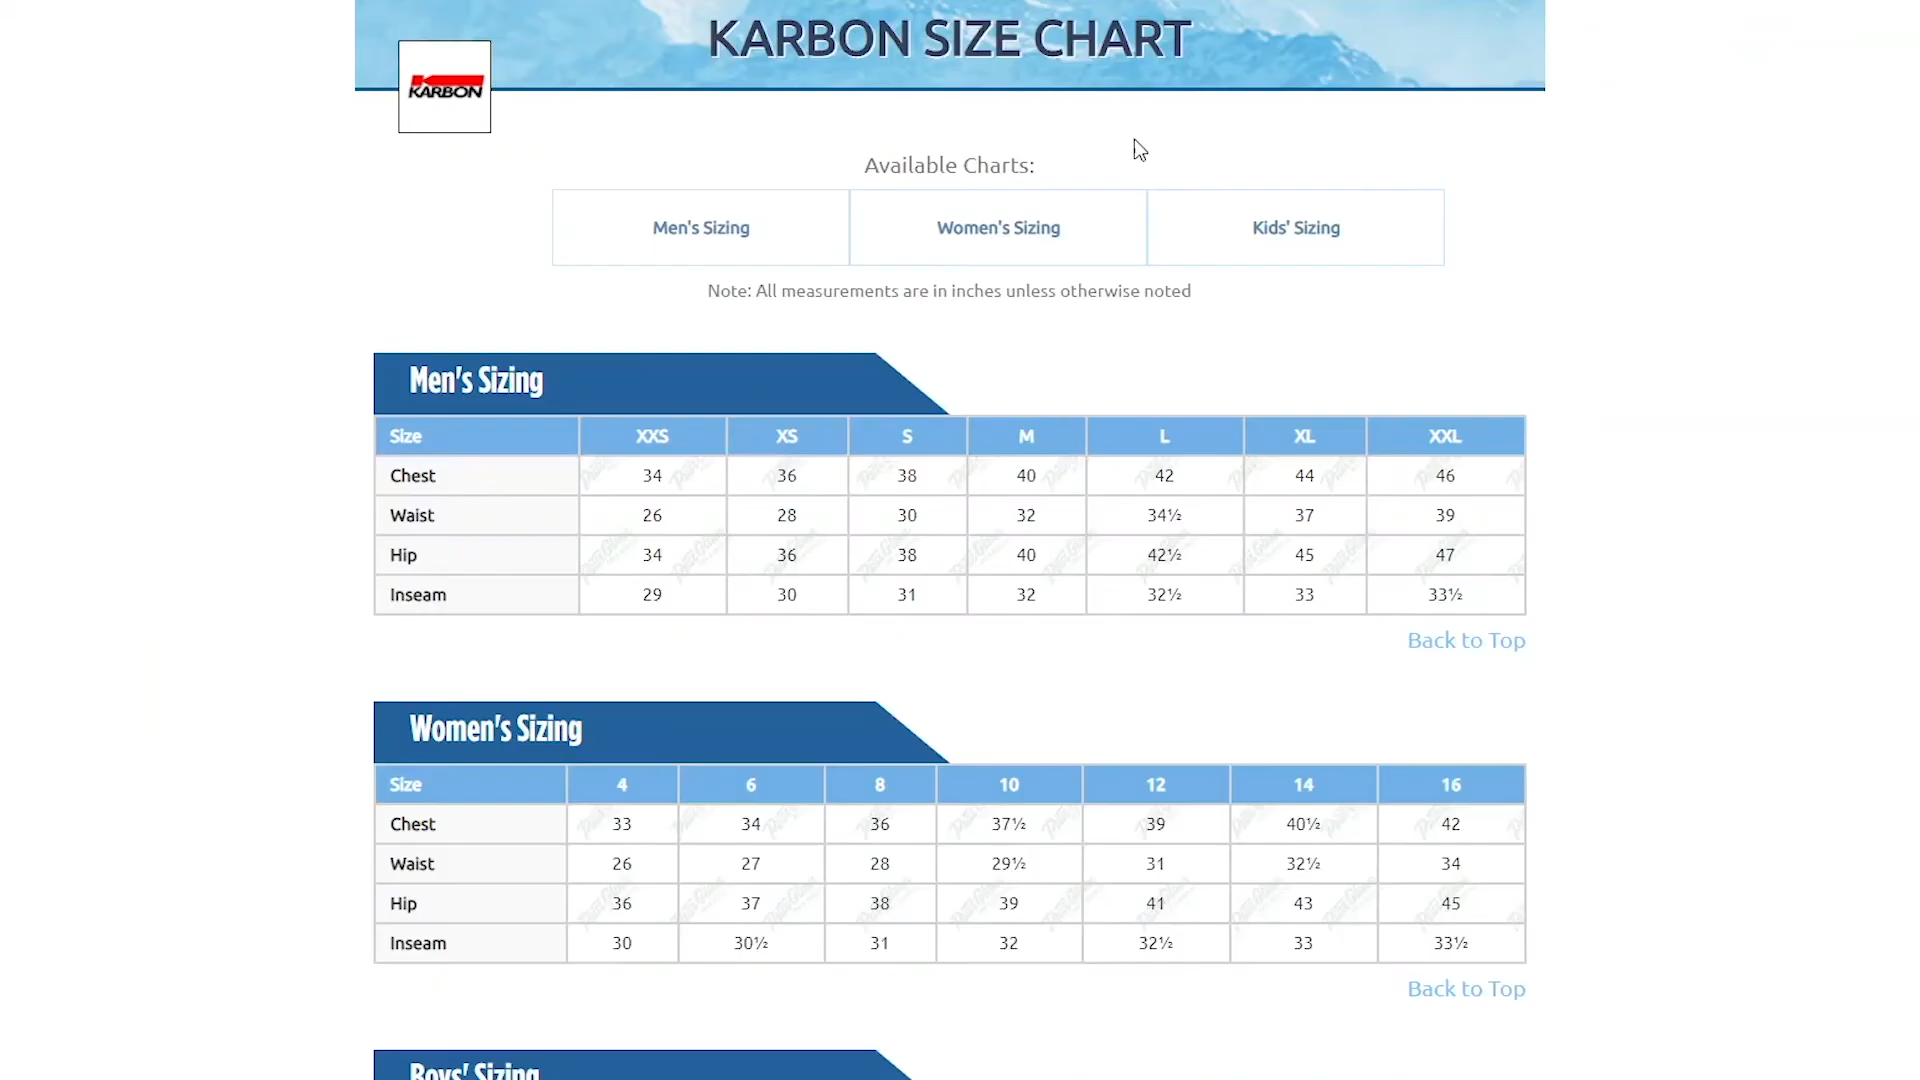 KARBON SIZE CHART
KARBON
Available Charts:
Men's Sizing Women's Sizing Kids' Sizing
Note: All measurements are in inches unless otherwise noted
Men's Sizing
Size XXS XS S M L XL XXL
Chest 34 36 38 40 42 44 46
Waist 26 28 30 32 34½ 37 39
Hip 34 36 38 40 42½ 45 47
Inseam 29 30 31 32 32½ 33 33½
Back to Top
Women's Sizing
Size 4 6 8 10 12 14 16
Chest 33 34 36 37½ 39 40½ 42
Waist 26 27 28 29½ 31 32½ 34
Hip 36 37 38 39 41 43 45
Inseam 30 30½ 31 32 32½ 33 33½
Back to Top
Boys' Sizing